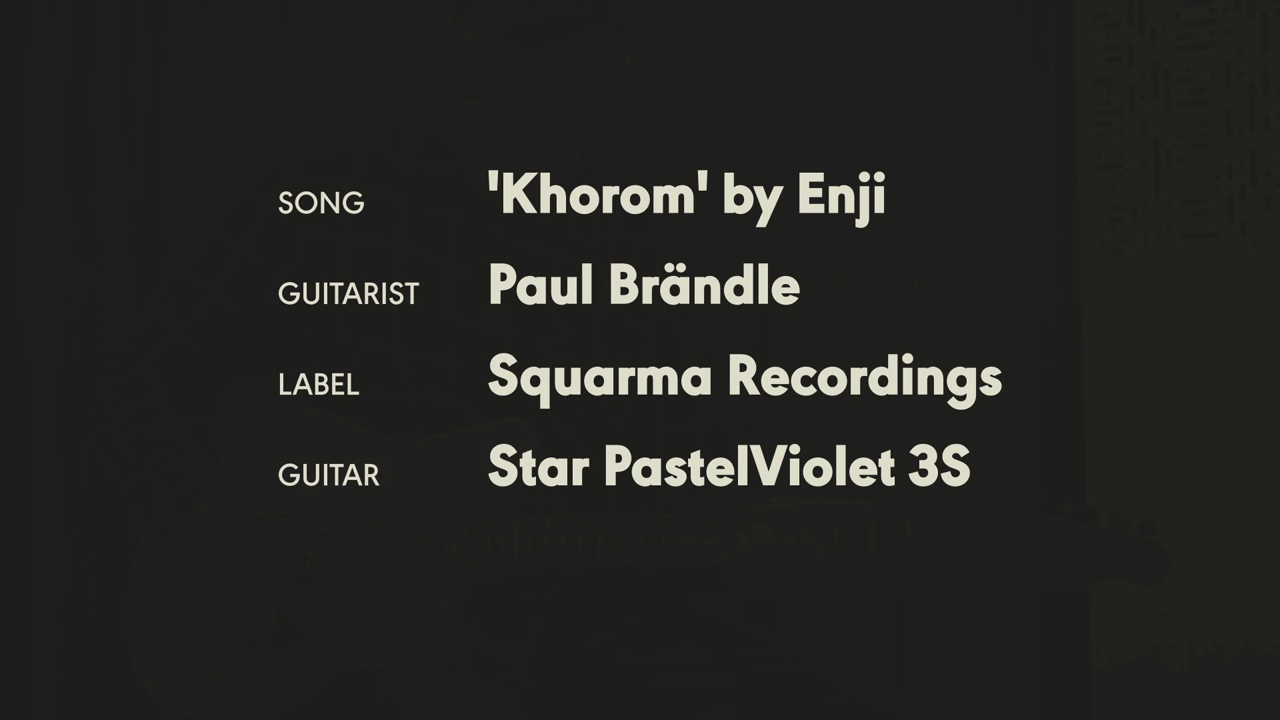 SONG 'Khorom' by Enji
GUITARIST Paul Brändle
LABEL Squarma Recordings
GUITAR Star PastelViolet 3S